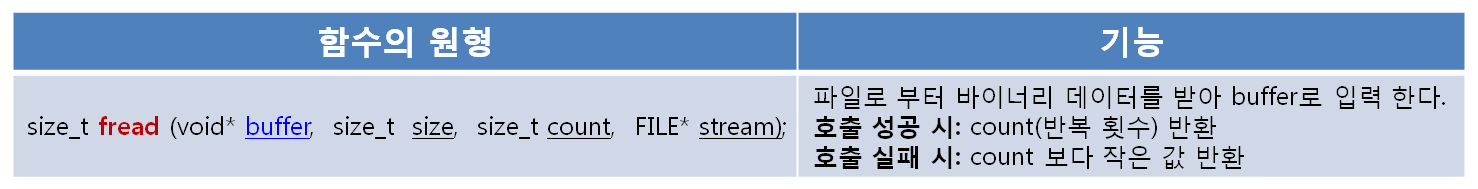 함수의 원형
기능
size_t fread (void* buffer, size_t size, size_t count, FILE* stream);
파일로 부터 바이너리 데이터를 받아 buffer로 입력 한다.
호출 성공 시: count(반복 횟수) 반환
호출 실패 시: count 보다 작은 값 반환